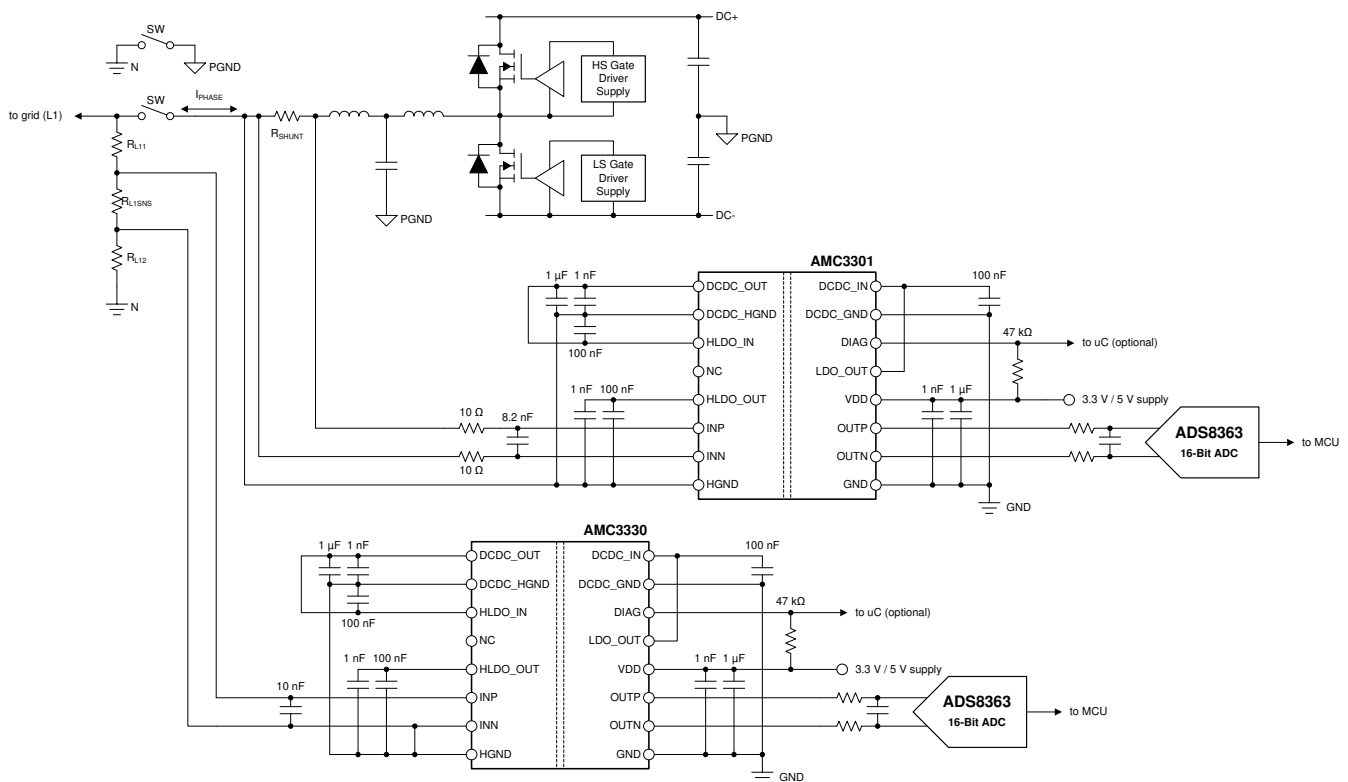 DC+
SW
N
PGND
HS Gate
Driver
Supply
SW
IPHASE
to grid (L1)
RSHUNT
PGND
RL11
LS Gate
Driver
Supply
RL1SNS
PGND
DC-
RL12
N
AMC3301
1 µF 1 nF
100 nF
DCDC_OUT
DCDC_IN
DCDC_HGND
DCDC_GND
47 kΩ
HLDO_IN
DIAG
to uC (optional)
100 nF
NC
LDO_OUT
1 nF 100 nF
1 nF 1 µF
HLDO_OUT
VDD
3.3 V / 5 V supply
10 Ω
8.2 nF
INP
OUTP
ADS8363
16-Bit ADC
to MCU
10 Ω
INN
OUTN
HGND
GND
GND
AMC3330
1 µF 1 nF
100 nF
DCDC_OUT
DCDC_IN
DCDC_HGND
DCDC_GND
47 kΩ
HLDO_IN
DIAG
to uC (optional)
100 nF
NC
LDO_OUT
1 nF 100 nF
1 nF 1 µF
HLDO_OUT
VDD
3.3 V / 5 V supply
10 nF
INP
OUTP
ADS8363
16-Bit ADC
to MCU
INN
OUTN
HGND
GND
GND